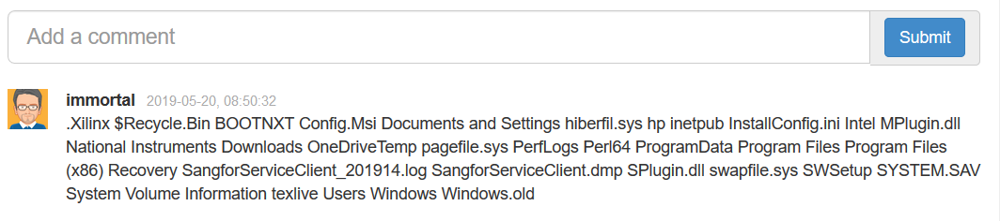 Add a comment
Submit
immortal 2019-05-20, 08:50:32
.Xilinx $Recycle.Bin BOOTNXT Config.Msi Documents and Settings hiberfil.sys hp inetpub InstallConfig.ini Intel MPlugin.dll
National Instruments Downloads OneDriveTemp pagefile.sys PerfLogs Perl64 ProgramData Program Files Program Files
(x86) Recovery SangforServiceClient_201914.log SangforServiceClient.dmp SPlugin.dll swapfile.sys SWSetup SYSTEM.SAV
System Volume Information texlive Users Windows Windows.old